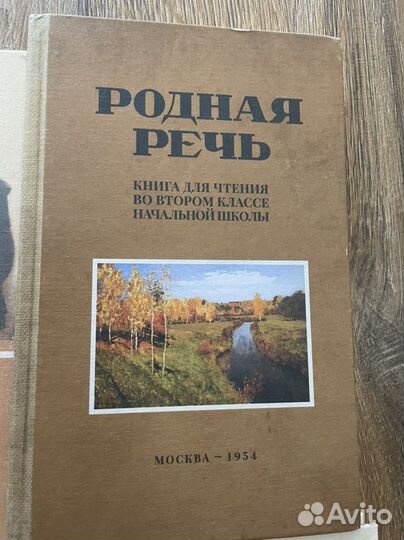 РОДНАЯ
РЕЧЬ
КНИГА ДЛЯ ЧТЕНИЯ
ВО ВТОРОМ КЛАССЕ
НАЧАЛЬНОЙ ШКОЛЫ
МОСКВА ~ 1954
Avito